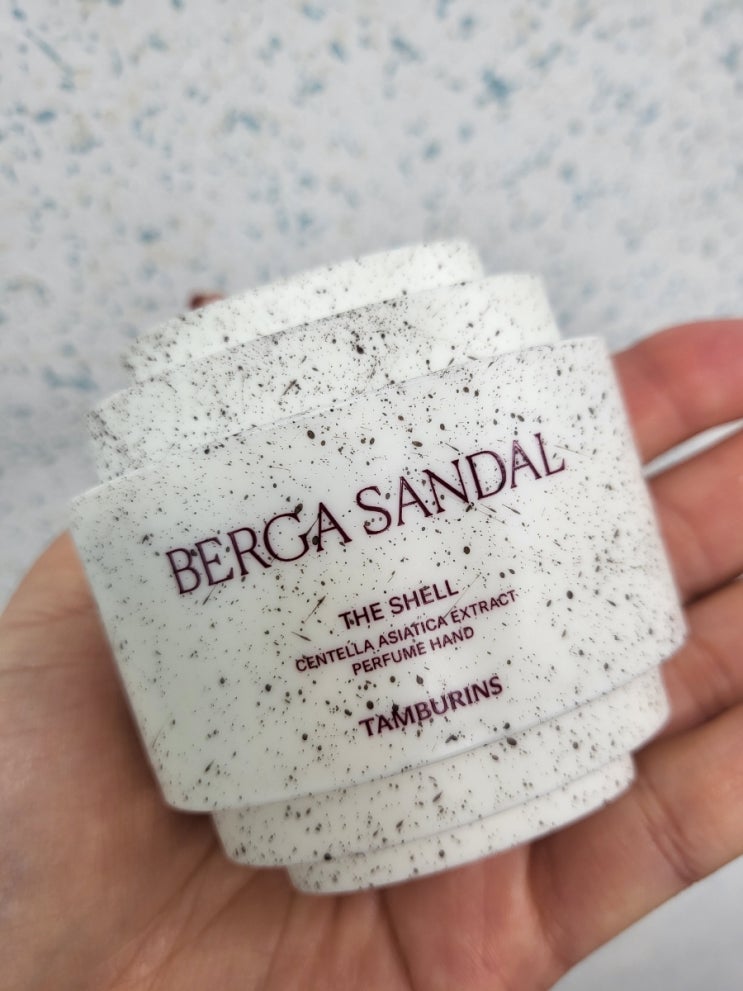 BERGA SANDAL
THE SHELL
CENTELLA ASIATICA EXTRACT
PERFUME HAND
TAMBURINS